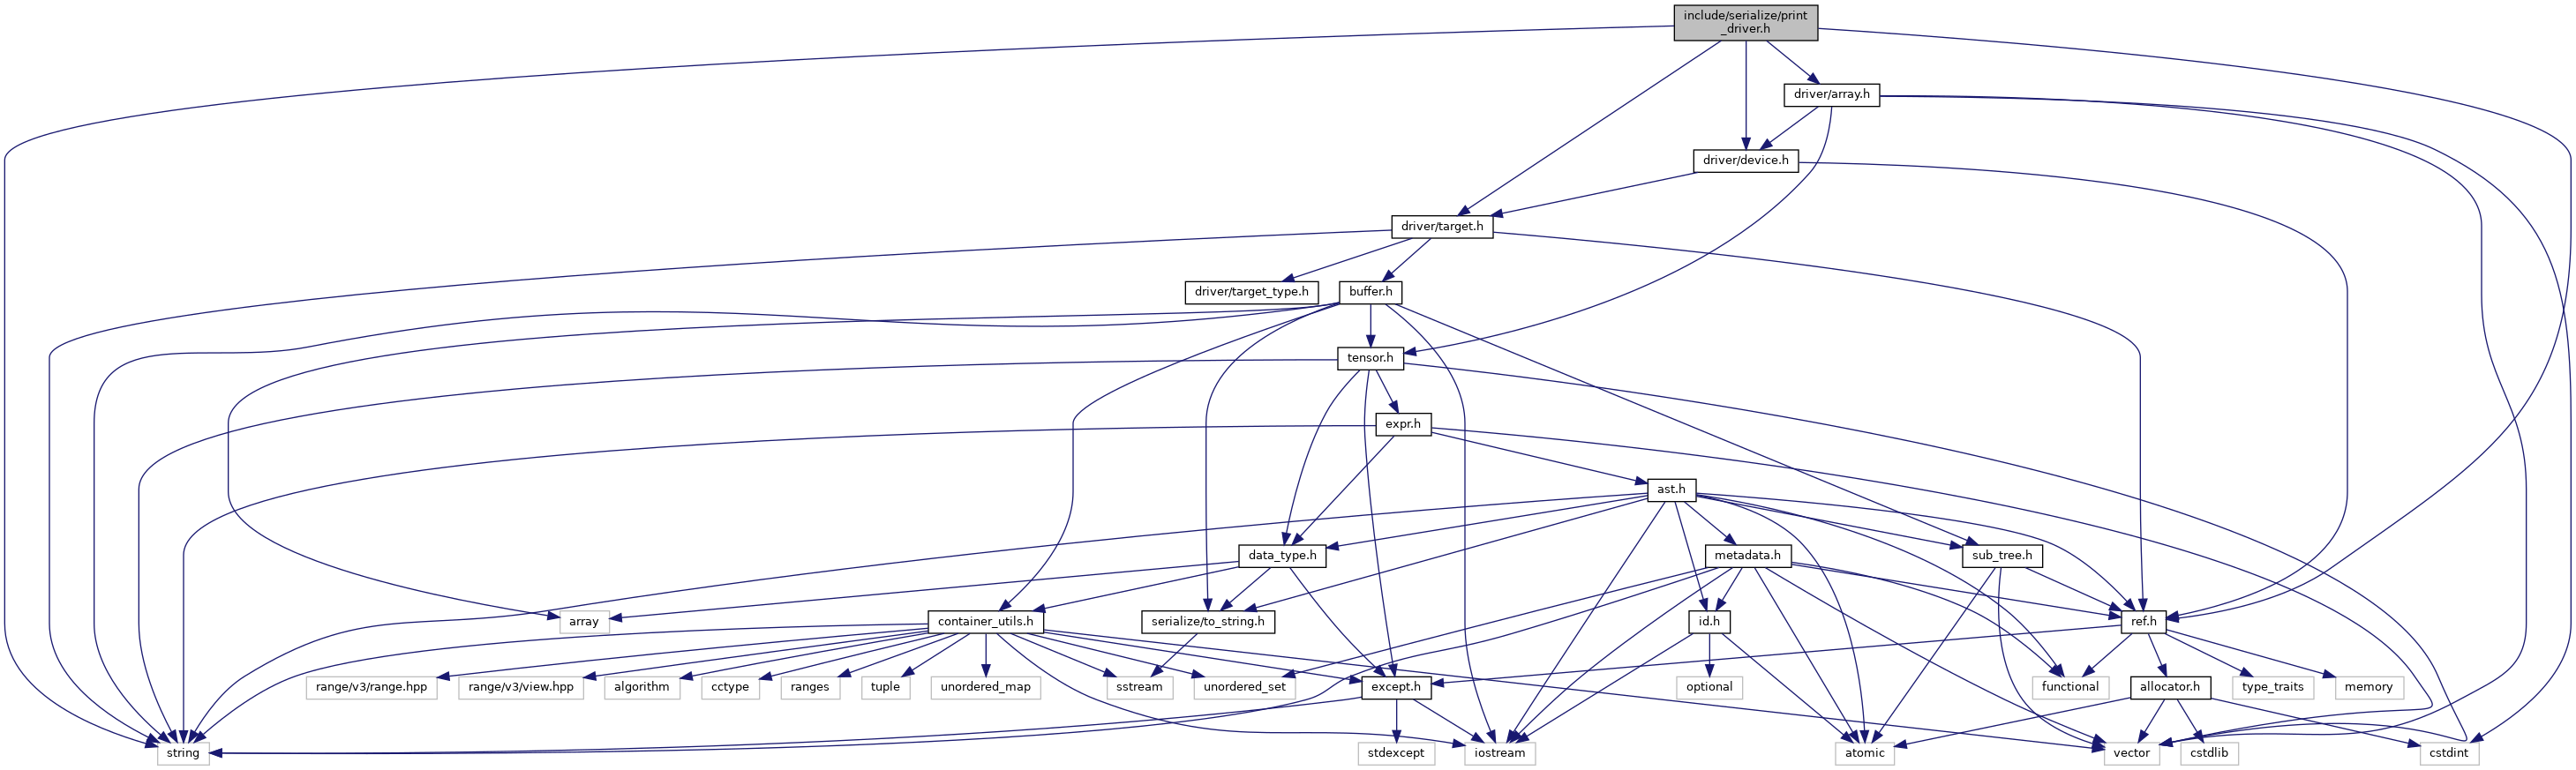 include/serialize/print
_driver.h
driver/array.h
driver/device.h
driver/target.h
driver/target_type.h
buffer.h
tensor.h
expr.h
ast.h
data_type.h
metadata.h
sub_tree.h
array
container_utils.h
serialize/to_string.h
id.h
ref.h
range/v3/range.hpp
range/v3/view.hpp
algorithm
cctype
ranges
tuple
unordered_map
sstream
unordered_set
except.h
optional
functional
allocator.h
type_traits
memory
string
stdexcept
iostream
atomic
vector
cstdlib
cstdint